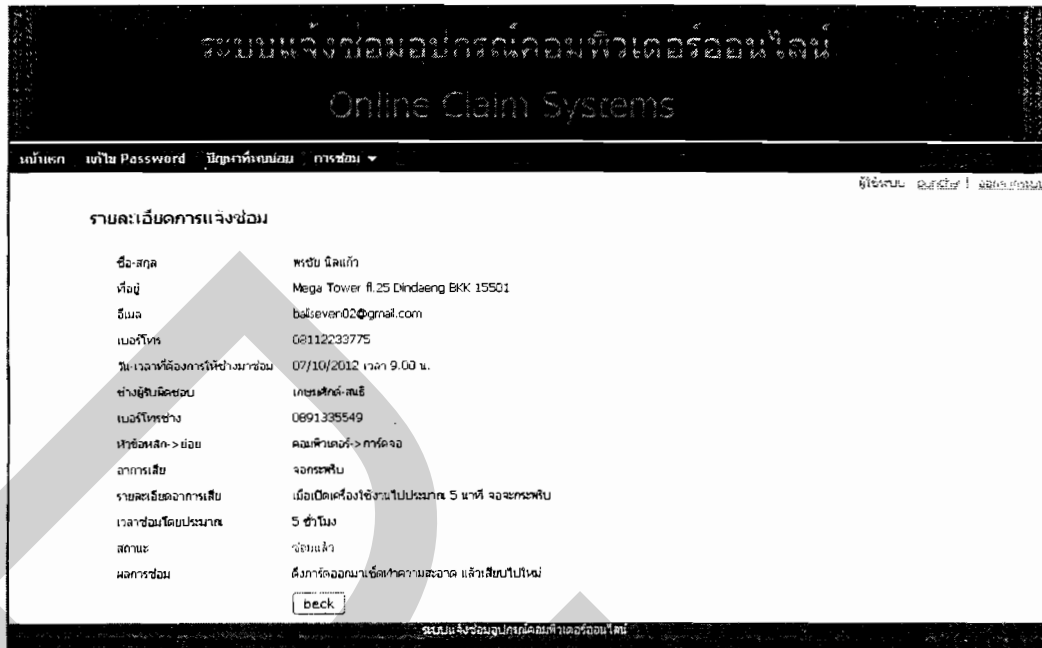 ระบบแจ้งซ่อมอุปกรณ์คอมพิวเตอร์ออนไลน์
Online Claim Systems
หน้าแรก แก้ไข Password ปัญหาที่พบบ่อย การซ่อม
ผู้ใช้ระบบ | ออกจากระบบ
รายละเอียดการแจ้งซ่อม
ชื่อ-สกุล พรชัย นิลแก้ว
ที่อยู่ Mega Tower fl.25 Dindaeng BKK 15501
อีเมล ballseven02@gmail.com
เบอร์โทร 08112233775
วัน-เวลาที่ต้องการให้ช่างมาซ่อม 07/10/2012 เวลา 9.00 น.
ช่างผู้รับผิดชอบ เกษมศักดิ์-สนธิ
เบอร์โทรช่าง 0891335549
หัวข้อหลัก->ย่อย คอมพิวเตอร์->การ์ดจอ
อาการเสีย จอกระพริบ
รายละเอียดอาการเสีย เมื่อเปิดเครื่องใช้งานไปประมาณ 5 นาที จอจะกระพริบ
เวลาซ่อมโดยประมาณ 5 ชั่วโมง
สถานะ ซ่อมแล้ว
ผลการซ่อม ดึงการ์ดออกมาเช็ดทำความสะอาด แล้วเสียบไปใหม่
back
ระบบแจ้งซ่อมอุปกรณ์คอมพิวเตอร์ออนไลน์